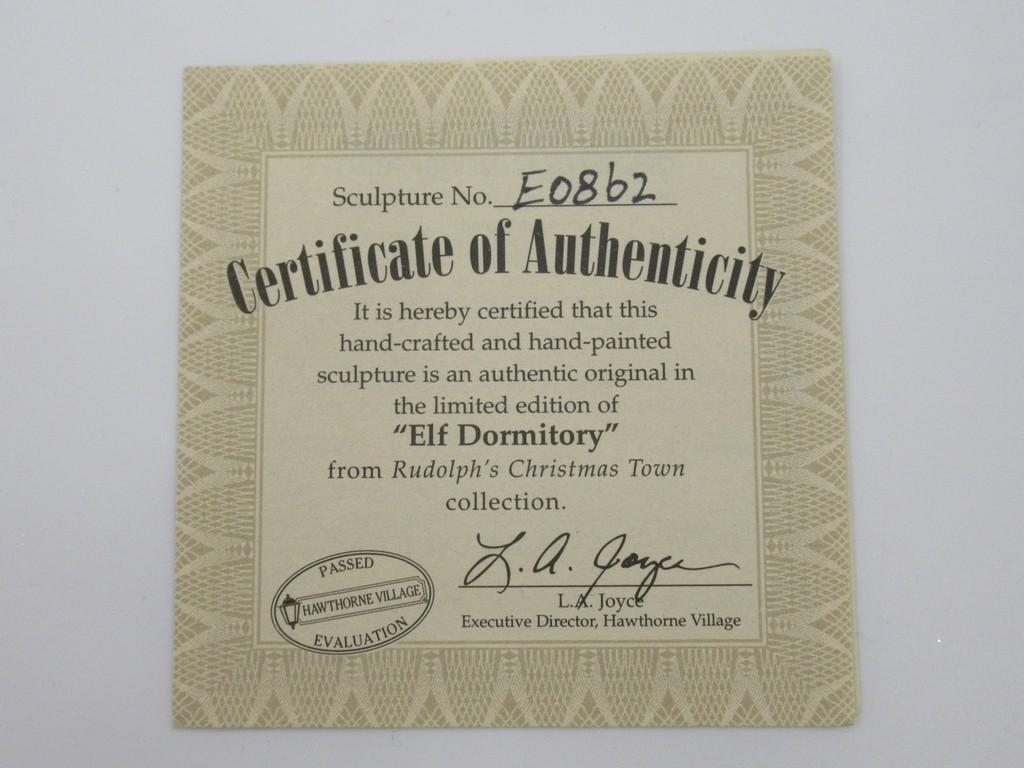 Sculpture No. E0862
Certificate of Authenticity
It is hereby certified that this
hand-crafted and hand-painted
sculpture is an authentic original in
the limited edition of
“Elf Dormitory”
from Rudolph's Christmas Town
collection.
L. A. Joyce
L.A. Joyce
Executive Director, Hawthorne Village
PASSED
HAWTHORNE VILLAGE
EVALUATION